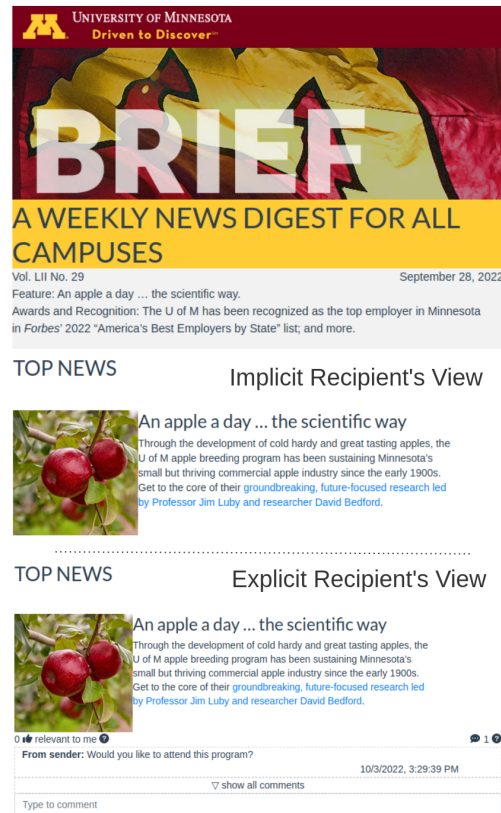 UNIVERSITY OF MINNESOTA
Driven to Discover℠
BRIEF
A WEEKLY NEWS DIGEST FOR ALL
CAMPUSES
Vol. LII No. 29 September 28, 2022
Feature: An apple a day … the scientific way.
Awards and Recognition: The U of M has been recognized as the top employer in Minnesota
in Forbes’ 2022 “America’s Best Employers by State” list; and more.
TOP NEWS
Implicit Recipient's View
An apple a day … the scientific way
Through the development of cold hardy and great tasting apples, the
U of M apple breeding program has been sustaining Minnesota’s
small but thriving commercial apple industry since the early 1900s.
Get to the core of their groundbreaking, future-focused research led
by Professor Jim Luby and researcher David Bedford.
TOP NEWS
Explicit Recipient's View
An apple a day … the scientific way
Through the development of cold hardy and great tasting apples, the
U of M apple breeding program has been sustaining Minnesota’s
small but thriving commercial apple industry since the early 1900s.
Get to the core of their groundbreaking, future-focused research led
by Professor Jim Luby and researcher David Bedford.
0 relevant to me ? 1 ?
From sender: Would you like to attend this program?
10/3/2022, 3:29:39 PM
▽ show all comments
Type to comment